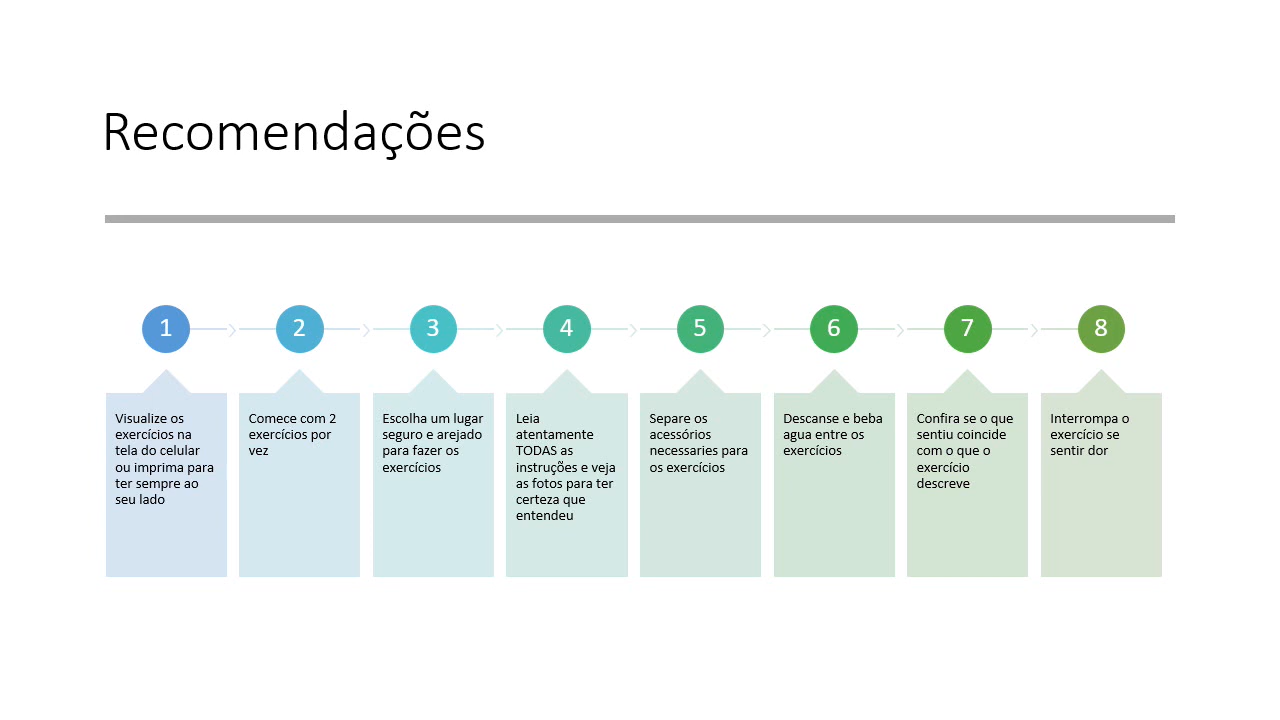 Recomendações
1
2
3
4
5
6
7
8
Visualize os
exercícios na
tela do celular
ou imprima para
ter sempre ao
seu lado
Comece com 2
exercícios por
vez
Escolha um lugar
seguro e arejado
para fazer os
exercícios
Leia
atentamente
TODAS as
instruções e veja
as fotos para ter
certeza que
entendeu
Separe os
acessórios
necessaries para
os exercícios
Descanse e beba
agua entre os
exercícios
Confira se o que
sentiu coincide
com o que o
exercício
descreve
Interrompa o
exercício se
sentir dor